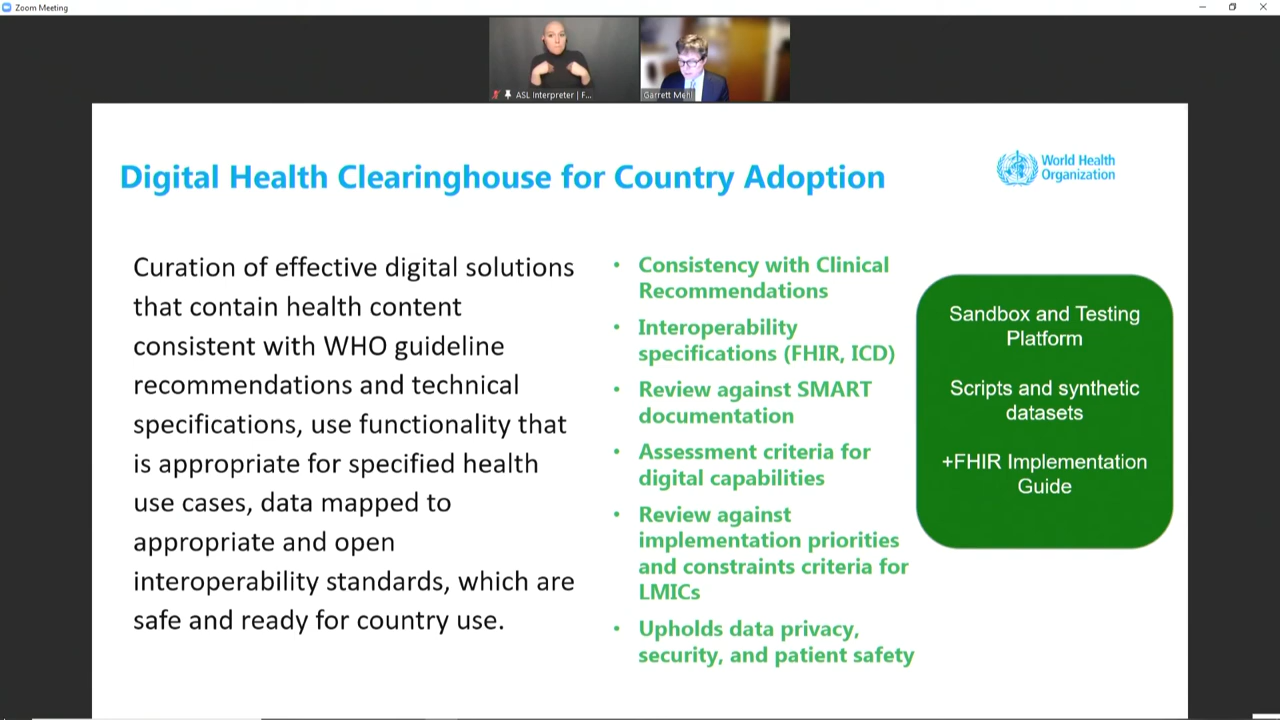 Zoom Meeting
ASL Interpreter | F...
Garrett Mehl
Digital Health Clearinghouse for Country Adoption
World Health
Organization
Curation of effective digital solutions
that contain health content
consistent with WHO guideline
recommendations and technical
specifications, use functionality that
is appropriate for specified health
use cases, data mapped to
appropriate and open
interoperability standards, which are
safe and ready for country use.
• Consistency with Clinical
Recommendations
• Interoperability
specifications (FHIR, ICD)
• Review against SMART
documentation
• Assessment criteria for
digital capabilities
• Review against
implementation priorities
and constraints criteria for
LMICs
• Upholds data privacy,
security, and patient safety
Sandbox and Testing
Platform
Scripts and synthetic
datasets
+FHIR Implementation
Guide